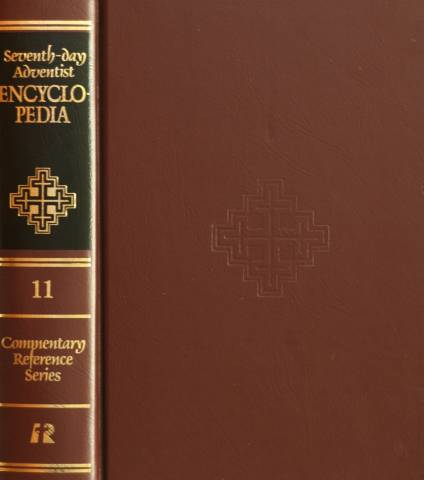 Seventh-day
Adventist
ENCYCLO-
PEDIA
11
Commentary
Reference
Series